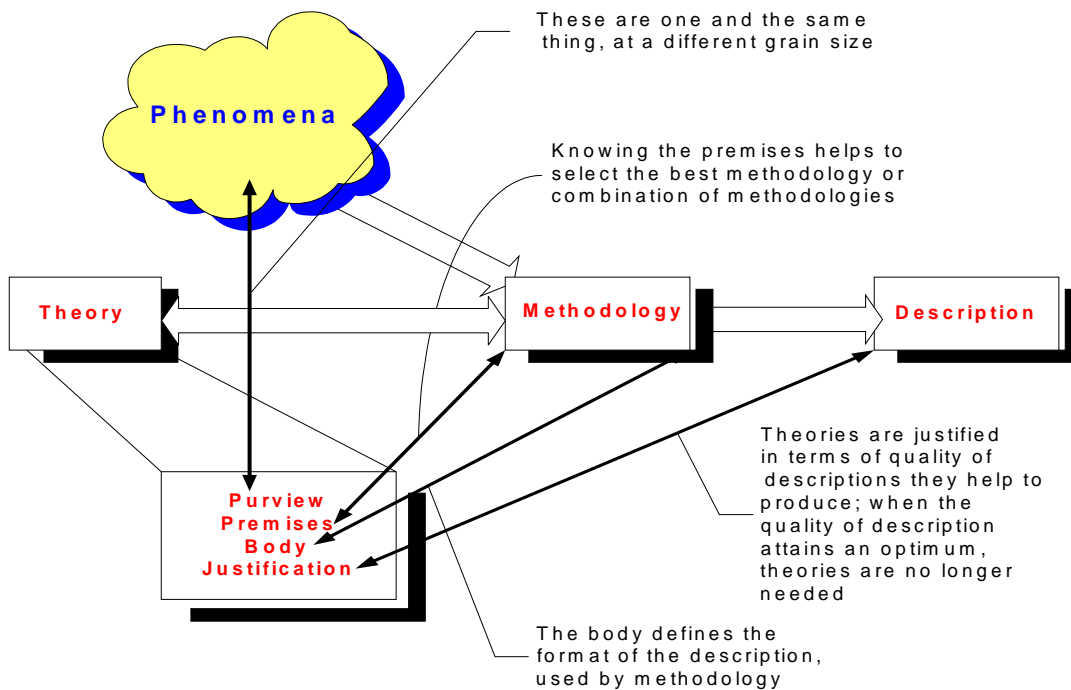 These are one and the same
thing, at a different grain size
Phenomena
Knowing the premises helps to
select the best methodology or
combination of methodologies
Theory
Methodology
Description
Purview
Premises
Body
Justification
Theories are justified
in terms of quality of
descriptions they help to
produce; when the
quality of description
attains an optimum,
theories are no longer
needed
The body defines the
format of the description,
used by methodology